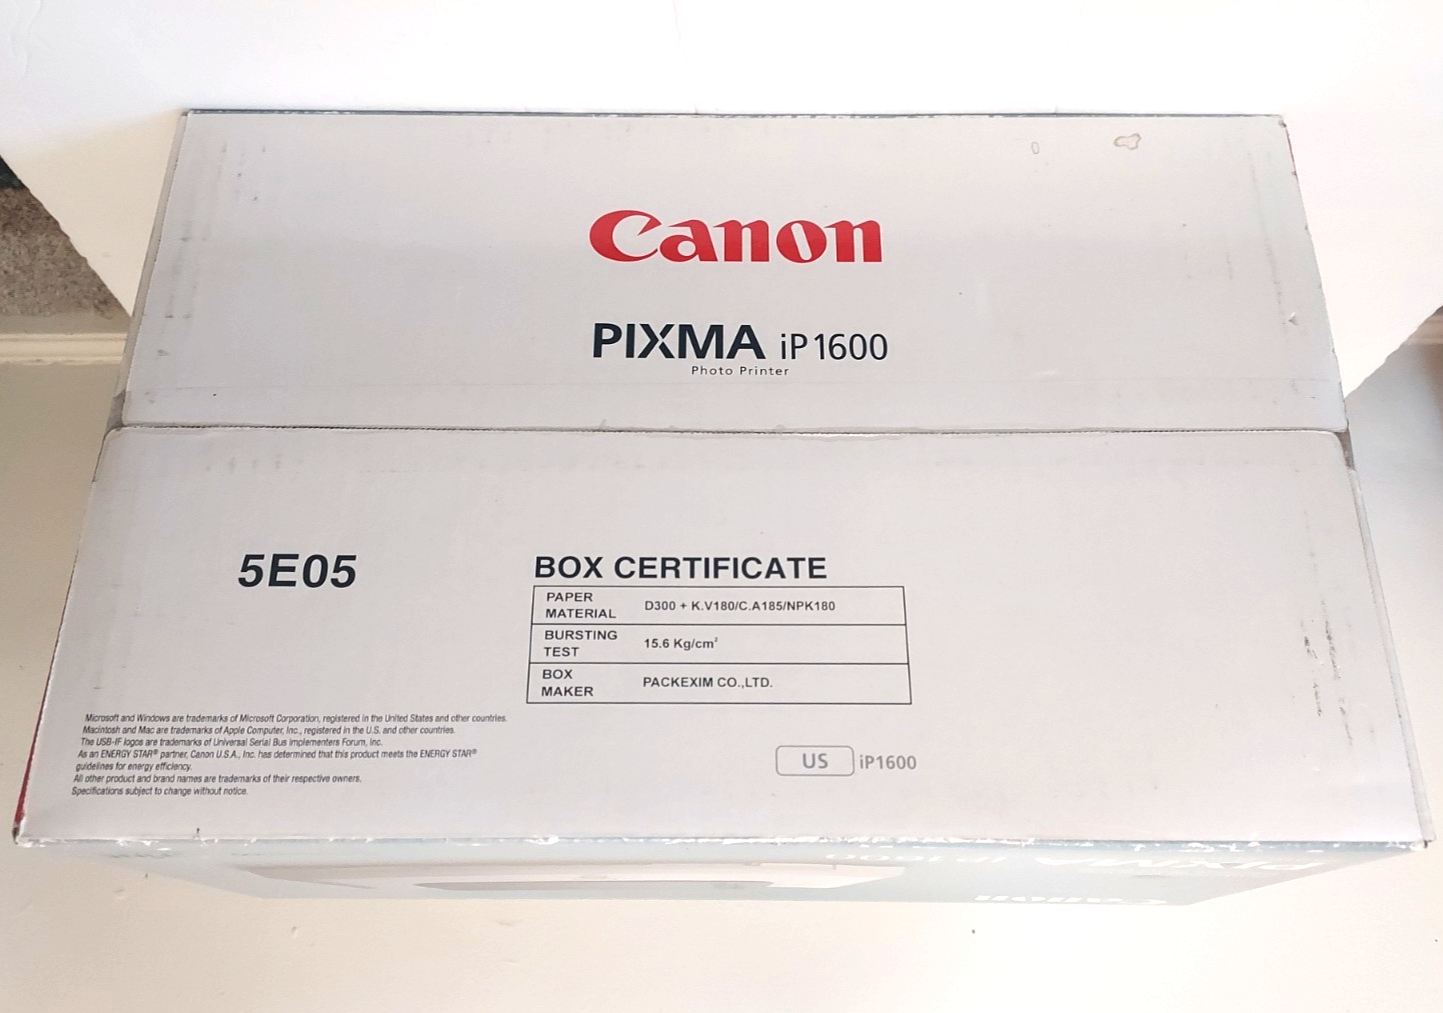 Canon
PIXMA iP1600
Photo Printer
5E05
BOX CERTIFICATE
PAPER MATERIAL D300 + K.V180/C.A185/NPK180
BURSTING TEST 15.6 Kg/cm²
BOX MAKER PACKEXIM CO.,LTD.
Microsoft and Windows are trademarks of Microsoft Corporation, registered in the United States and other countries.
Macintosh and Mac are trademarks of Apple Computer, Inc., registered in the U.S. and other countries.
The USB-IF logos are trademarks of Universal Serial Bus Implementers Forum, Inc.
As an ENERGY STAR® partner, Canon U.S.A., Inc. has determined that this product meets the ENERGY STAR®
guidelines for energy efficiency.
All other product and brand names are trademarks of their respective owners.
Specifications subject to change without notice.
US iP1600
PIXMA iP1600
Canon